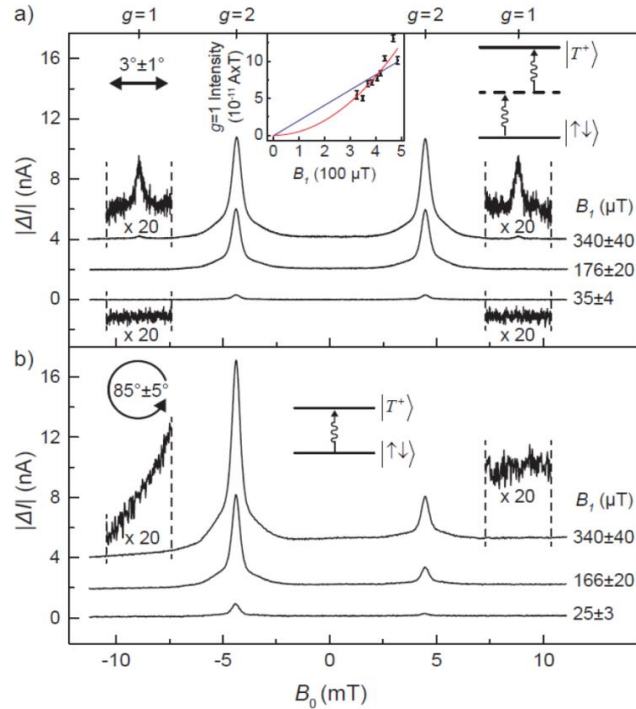 g=1 g=2 g=2 g=1
a)
3°±1°
|ΔI| (nA)
16
12
8
4
0
g=1 Intensity
(10⁻¹¹ AxT)
10
5
0
0 1 2 3 4 5
B₁ (100 µT)
|T⁺⟩
|↑↓⟩
x 20
x 20
B₁ (µT)
340±40
176±20
35±4
x 20
x 20
b)
85°±5°
|ΔI| (nA)
16
12
8
4
0
|T⁺⟩
|↑↓⟩
x 20
x 20
B₁ (µT)
340±40
166±20
25±3
-10 -5 0 5 10
B₀ (mT)